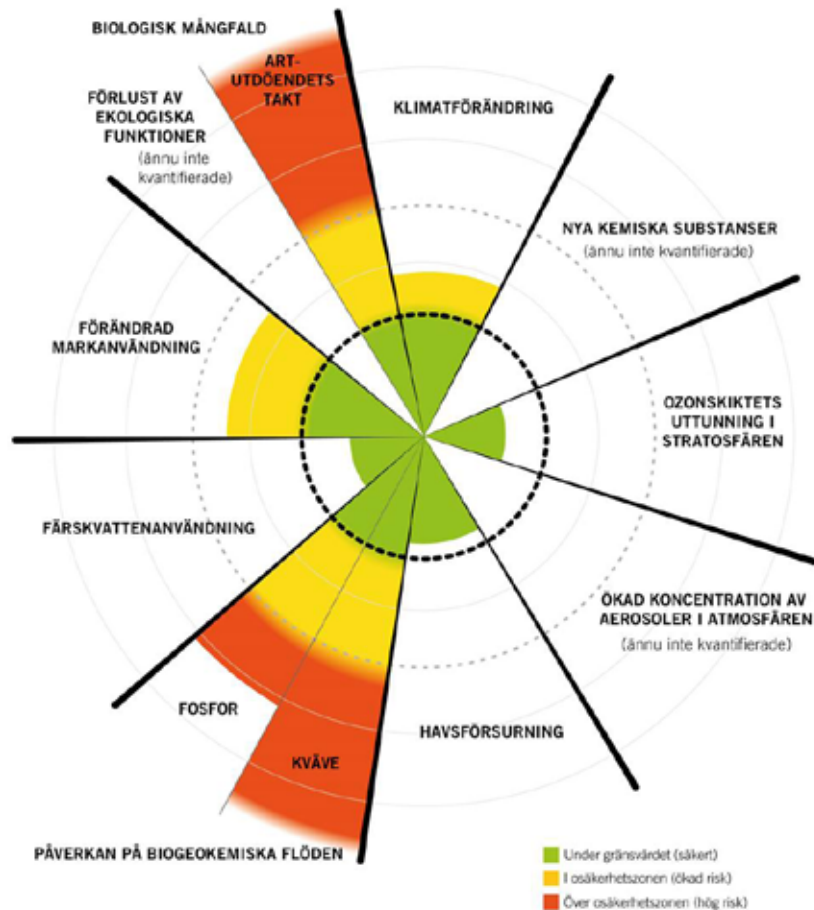 BIOLOGISK MÅNGFALD
ART-
UTDÖENDETS
TAKT
FÖRLUST AV
EKOLOGISKA
FUNKTIONER
(ännu inte
kvantifierade)
KLIMATFÖRÄNDRING
NYA KEMISKA SUBSTANSER
(ännu inte kvantifierade)
FÖRÄNDRAD
MARKANVÄNDNING
OZONSKIKTETS
UTTUNNING I
STRATOSFÄREN
FÄRSKVATTENANVÄNDNING
ÖKAD KONCENTRATION AV
AEROSOLER I ATMOSFÄREN
(ännu inte kvantifierade)
FOSFOR
HAVSFÖRSURNING
KVÄVE
PÅVERKAN PÅ BIOGEOKEMISKA FLÖDEN
Under gränsvärdet (säkert)
I osäkerhetszonen (ökad risk)
Över osäkerhetszonen (hög risk)